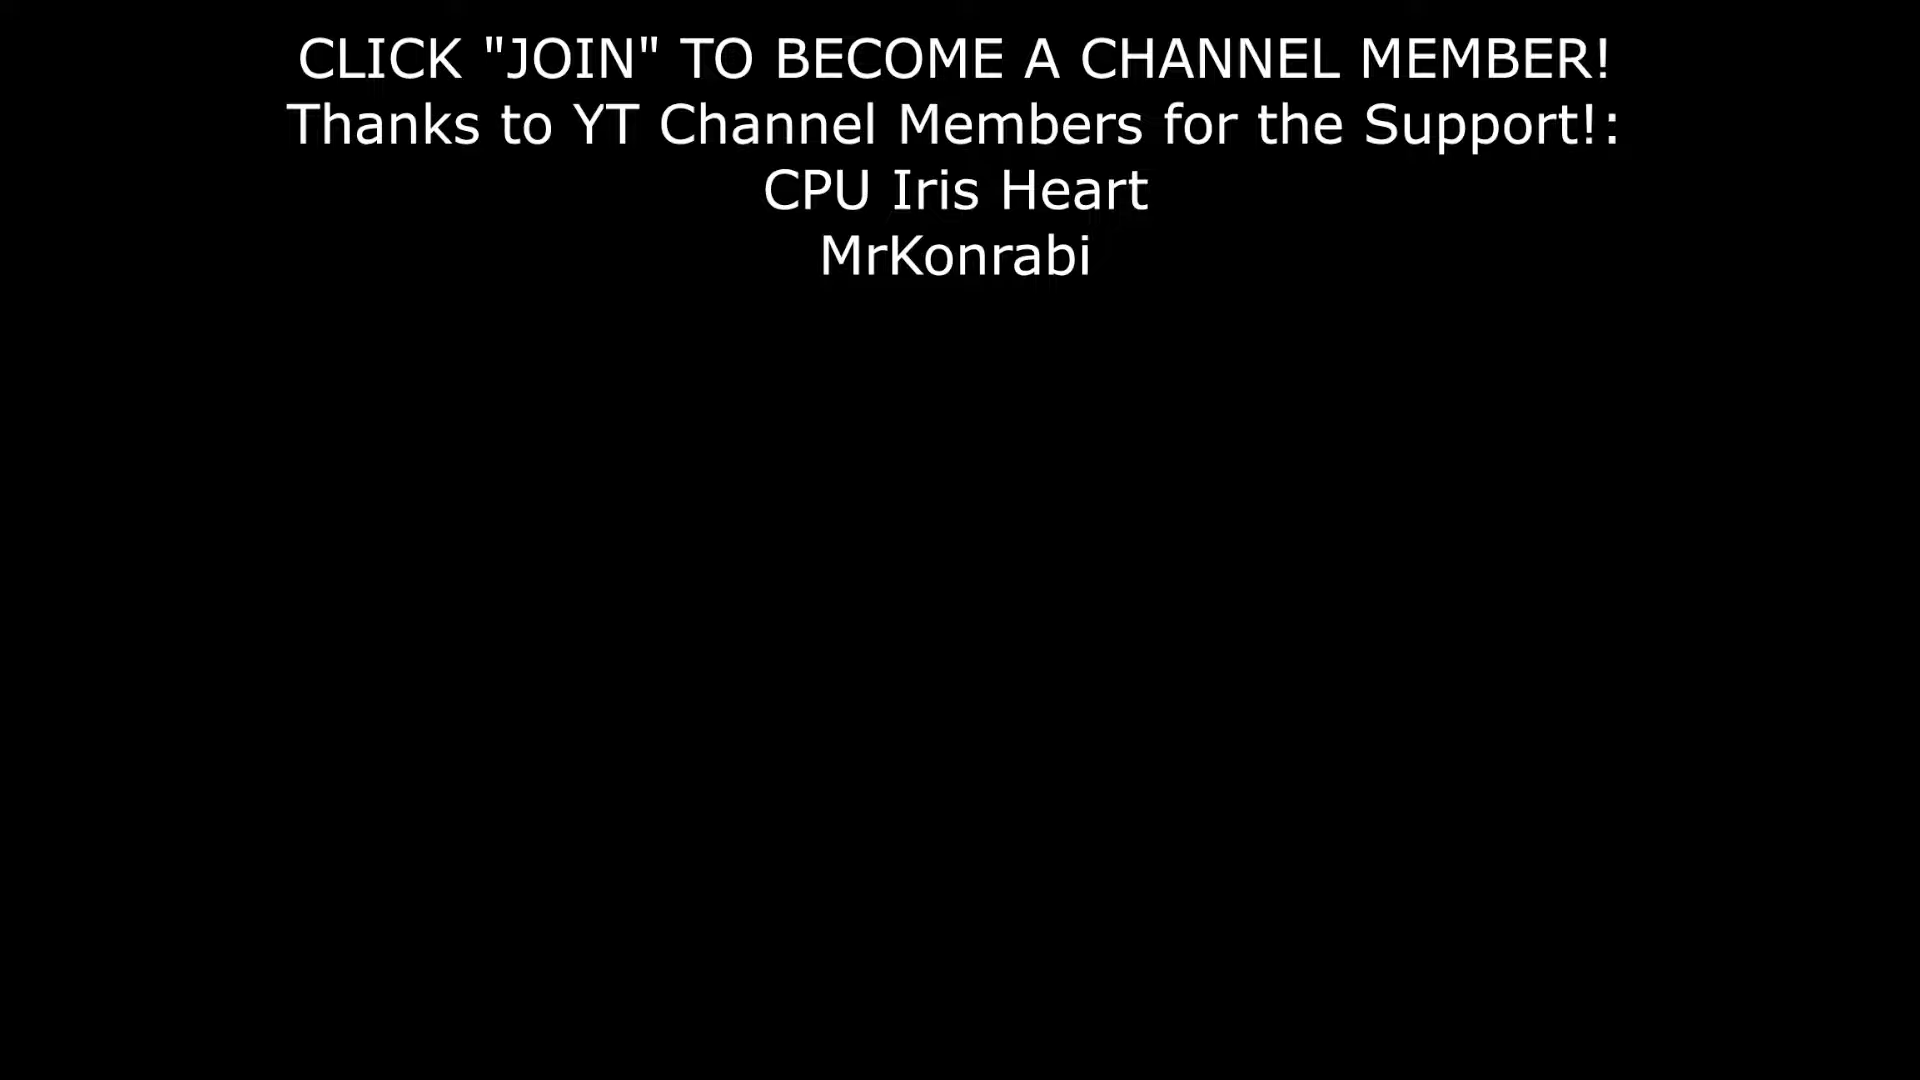 CLICK "JOIN" TO BECOME A CHANNEL MEMBER!
Thanks to YT Channel Members for the Support!:
CPU Iris Heart
MrKonrabi